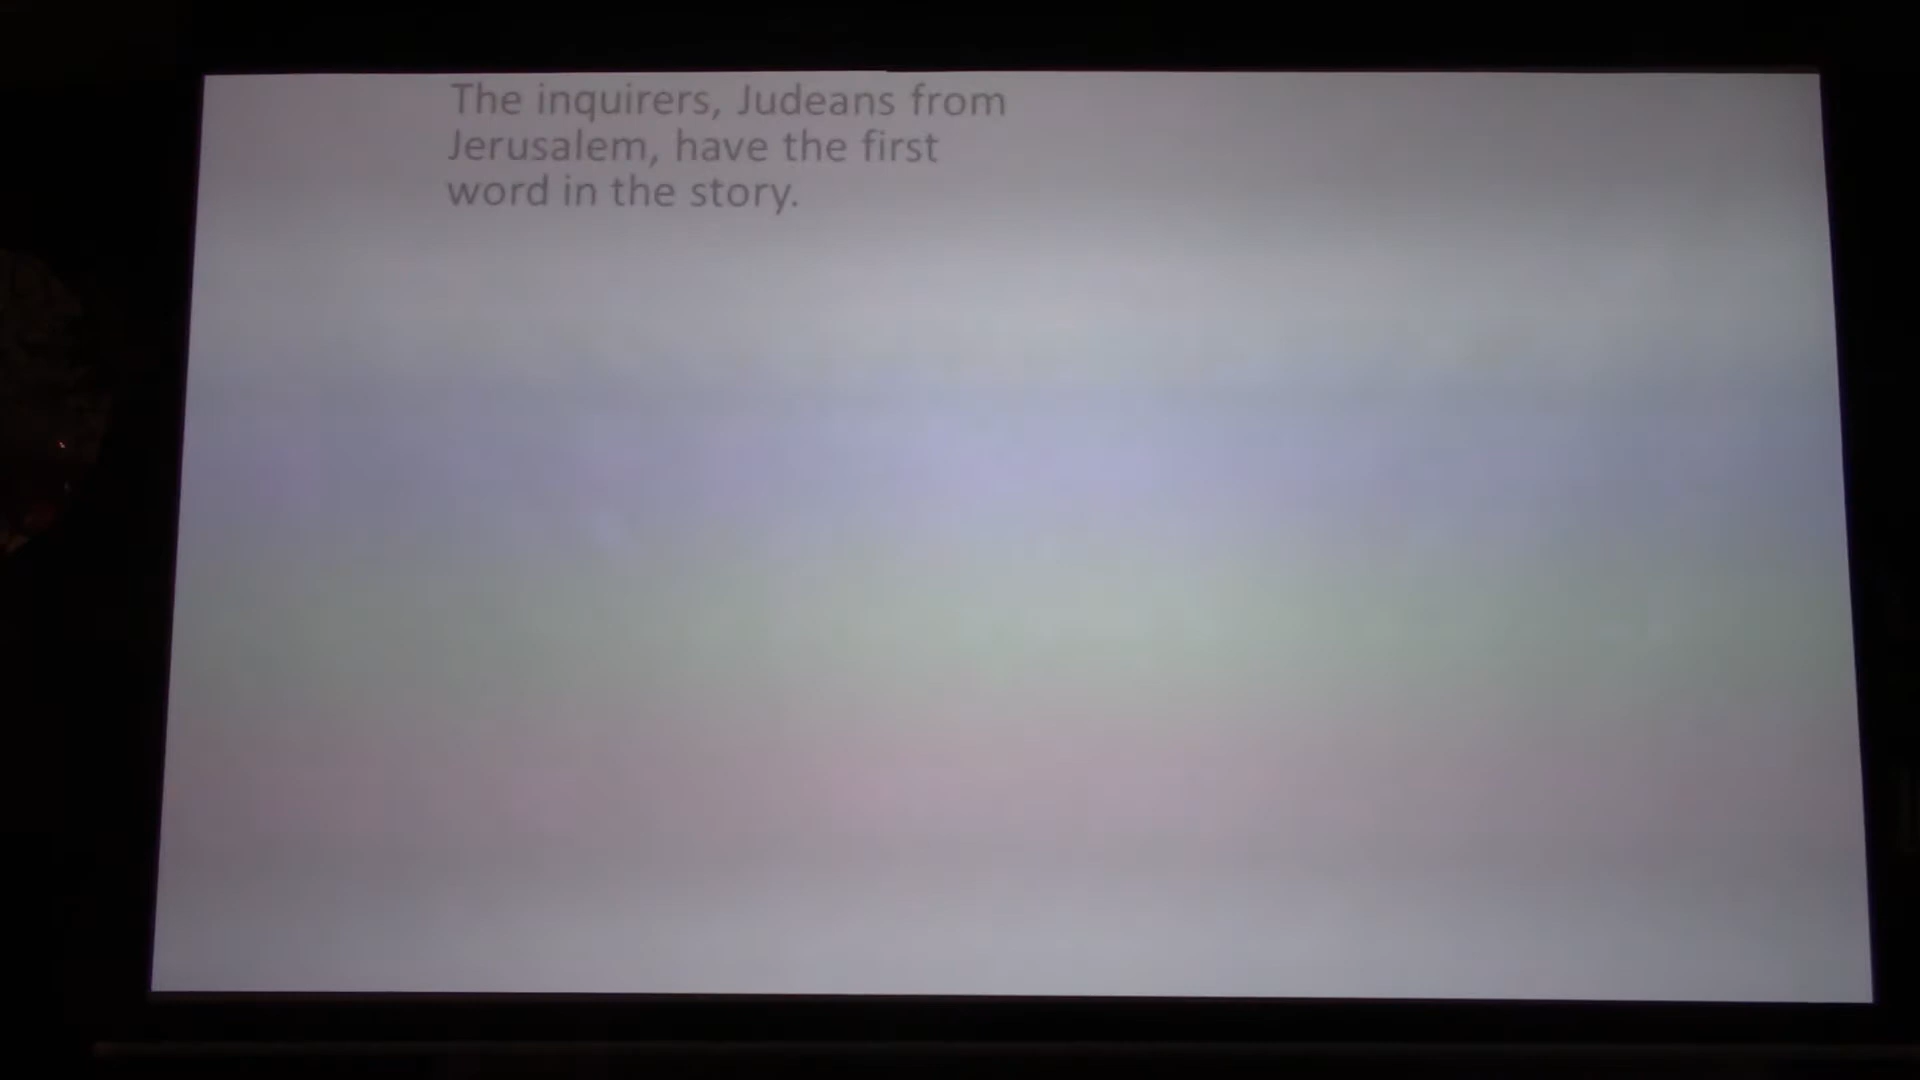 The inquirers, Judeans from
Jerusalem, have the first
word in the story.